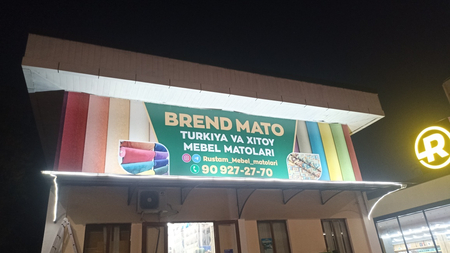 BREND MATO
TURKIYA VA XITOY
MEBEL MATOLARI
Rustam_Mebel_matolari
90 927-27-70
R